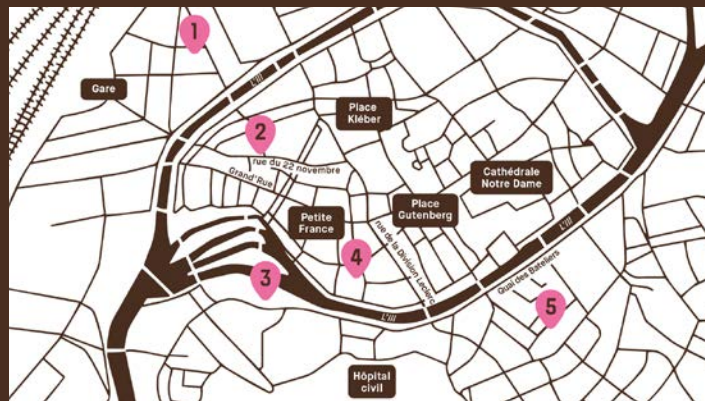 1
L'Ill
Gare
Place
Kléber
2
rue du 22 novembre
Grand'Rue
Cathédrale
Notre Dame
Place
Gutenberg
Petite
France
rue de la Division Leclerc
4
L'Ill
3
Quai des Bateliers
5
L'Ill
Hôpital
civil